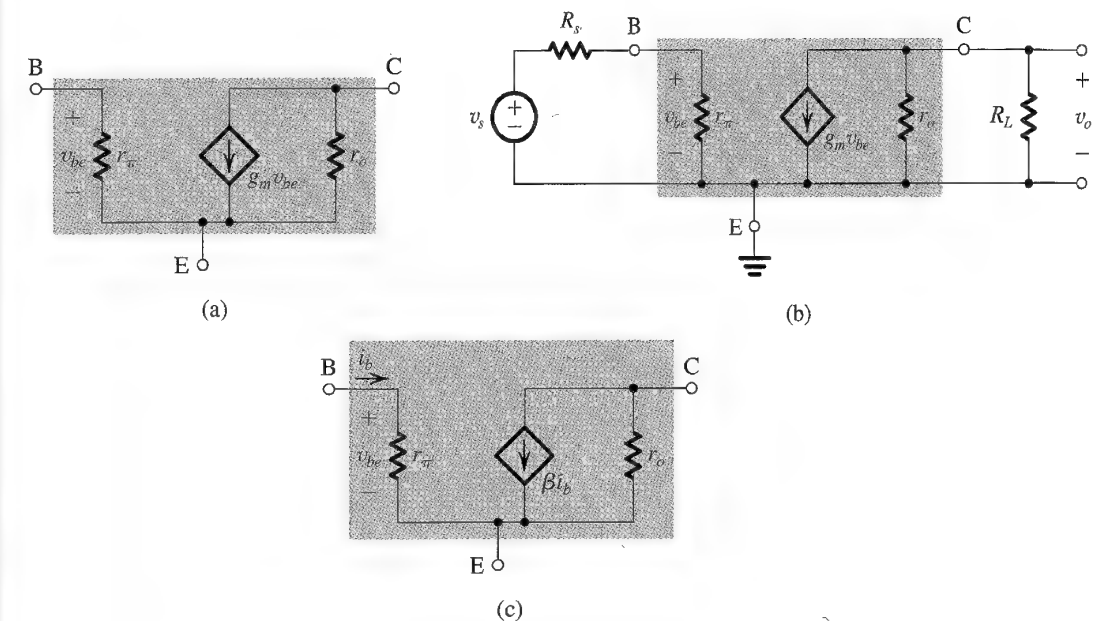 B
C
+
v_be
−
r_π
g_m v_be
r_o
E
(a)
R_s
B
C
v_s
+
−
+
v_be
−
r_π
g_m v_be
r_o
R_L
+
v_o
−
E
(b)
B
i_b
C
+
v_be
−
r_π
βi_b
r_o
E
(c)